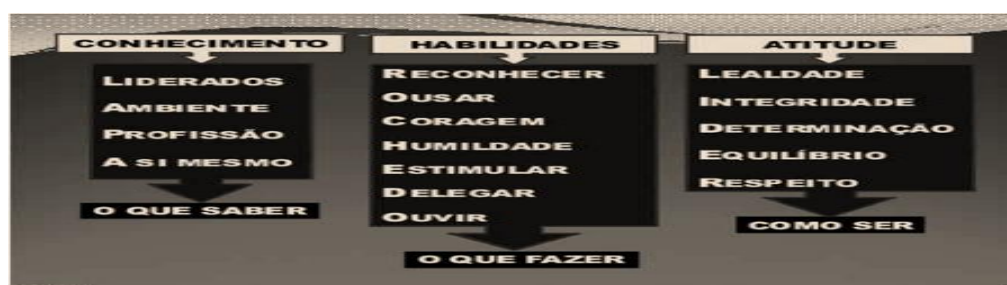 CONHECIMENTO
LIDERADOS
AMBIENTE
PROFISSÃO
A SI MESMO
O QUE SABER
HABILIDADES
RECONHECER
OUSAR
CORAGEM
HUMILDADE
ESTIMULAR
DELEGAR
OUVIR
O QUE FAZER
ATITUDE
LEALDADE
INTEGRIDADE
DETERMINAÇÃO
EQUILÍBRIO
RESPEITO
COMO SER